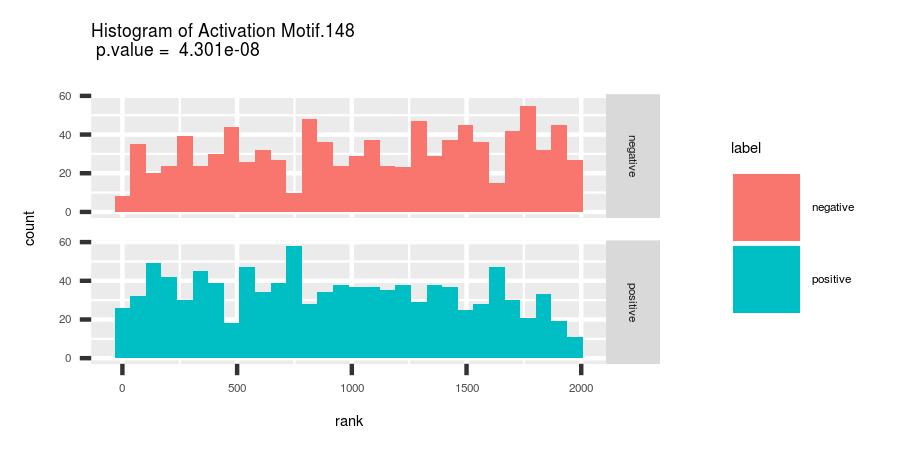 Histogram of Activation Motif.148
p.value =  4.301e-08
count
60
40
20
0
negative
60
40
20
0
positive
0 500 1000 1500 2000
rank
label
negative
positive